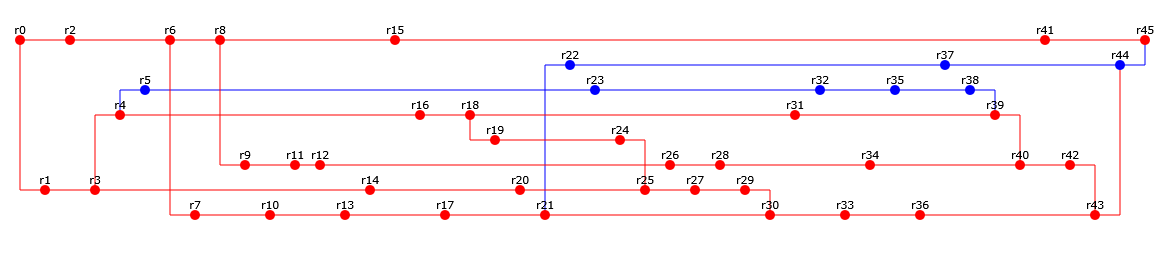 r0 r2 r6 r8 r15 r41 r45
r22 r37 r44
r5 r23 r32 r35 r38
r4 r16 r18 r31 r39
r19 r24
r9 r11 r12 r26 r28 r34 r40 r42
r1 r3 r14 r20 r25 r27 r29
r7 r10 r13 r17 r21 r30 r33 r36 r43